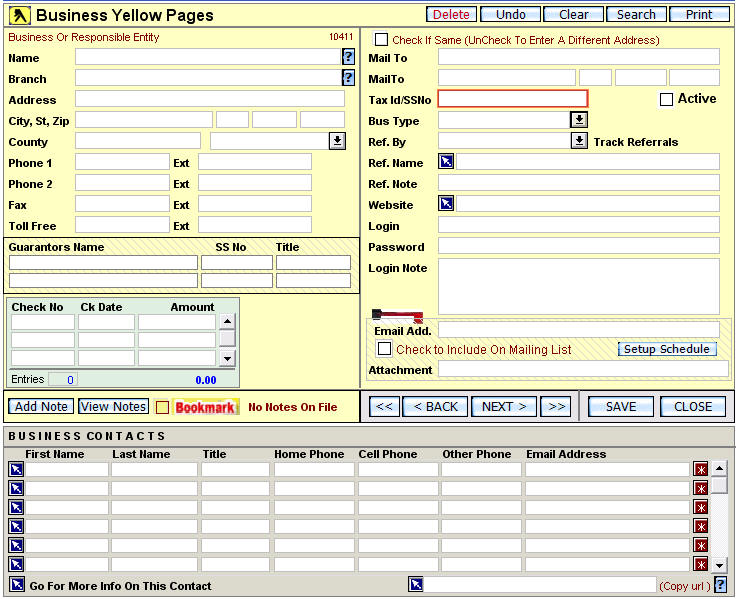 Business Yellow Pages Delete Undo Clear Search Print
Business Or Responsible Entity 10411
Name ?
Branch ?
Address
City, St, Zip
County
Phone 1 Ext
Phone 2 Ext
Fax Ext
Toll Free Ext
Guarantors Name SS No Title
Check No Ck Date Amount
Entries 0 0.00
Check If Same (UnCheck To Enter A Different Address)
Mail To
MailTo
Tax Id/SSNo Active
Bus Type
Ref. By Track Referrals
Ref. Name
Ref. Note
Website
Login
Password
Login Note
Email Add.
Check to Include On Mailing List Setup Schedule
Attachment
Add Note View Notes Bookmark No Notes On File << < BACK NEXT > >> SAVE CLOSE
BUSINESS CONTACTS
First Name Last Name Title Home Phone Cell Phone Other Phone Email Address
Go For More Info On This Contact (Copy url ) ?